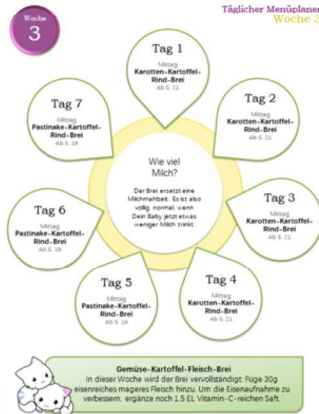 Täglicher Menüplaner
Woche 3
Woche
3
Tag 1
Mittag
Karotten-Kartoffel-
Rind-Brei
Ab S. 21
Tag 2
Mittag
Karotten-Kartoffel-
Rind-Brei
Ab S. 21
Tag 3
Mittag
Karotten-Kartoffel-
Rind-Brei
Ab S. 21
Tag 4
Mittag
Karotten-Kartoffel-
Rind-Brei
Ab S. 21
Tag 5
Mittag
Pastinake-Kartoffel-
Rind-Brei
Ab S. 19
Tag 6
Mittag
Pastinake-Kartoffel-
Rind-Brei
Ab S. 19
Tag 7
Mittag
Pastinake-Kartoffel-
Rind-Brei
Ab S. 19
Wie viel
Milch?
Der Brei ersetzt eine
Milchmahlzeit. Es ist also
völlig normal, wenn
Dein Baby jetzt etwas
weniger Milch trinkt.
Gemüse-Kartoffel-Fleisch-Brei
In dieser Woche wird der Brei vervollständigt: Füge 30g
eisenreiches mageres Fleisch hinzu. Um die Eisenaufnahme zu
verbessern, ergänze noch 1,5 EL Vitamin-C-reichen Saft.